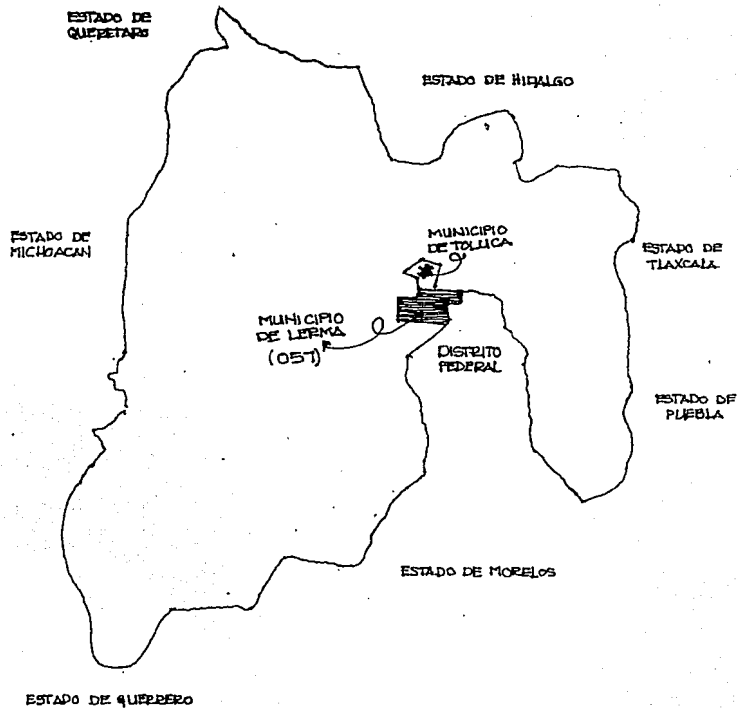 ESTADO DE
QUERETARO
ESTADO DE HIDALGO
MUNICIPIO
DE TOLUCA
ESTADO DE
MICHOACAN
ESTADO DE
TLAXCALA
MUNICIPIO
DE LERMA
(057)
DISTRITO
FEDERAL
ESTADO DE
PUEBLA
ESTADO DE MORELOS
ESTADO DE GUERRERO